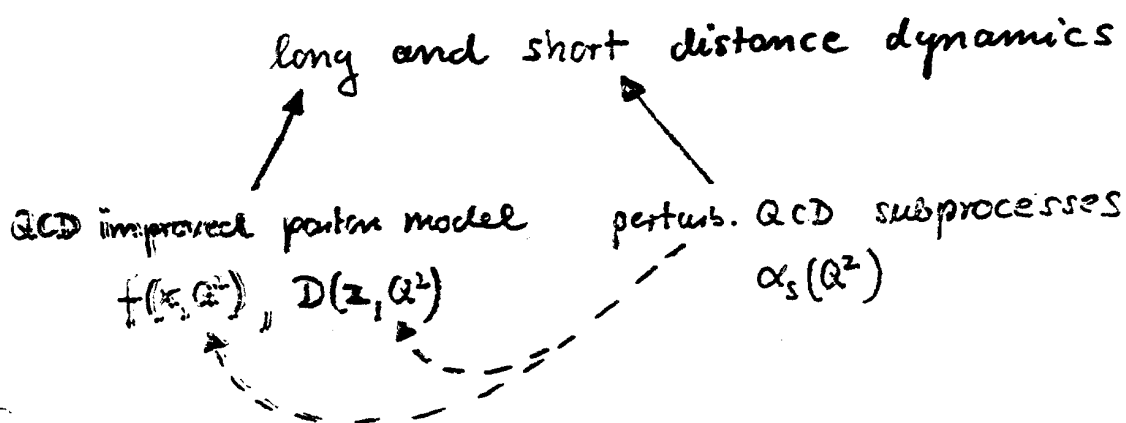 long and short distance dynamics
QCD improved parton model perturb. QCD subprocesses
f(x,Q²), D(z,Q²) αₛ(Q²)